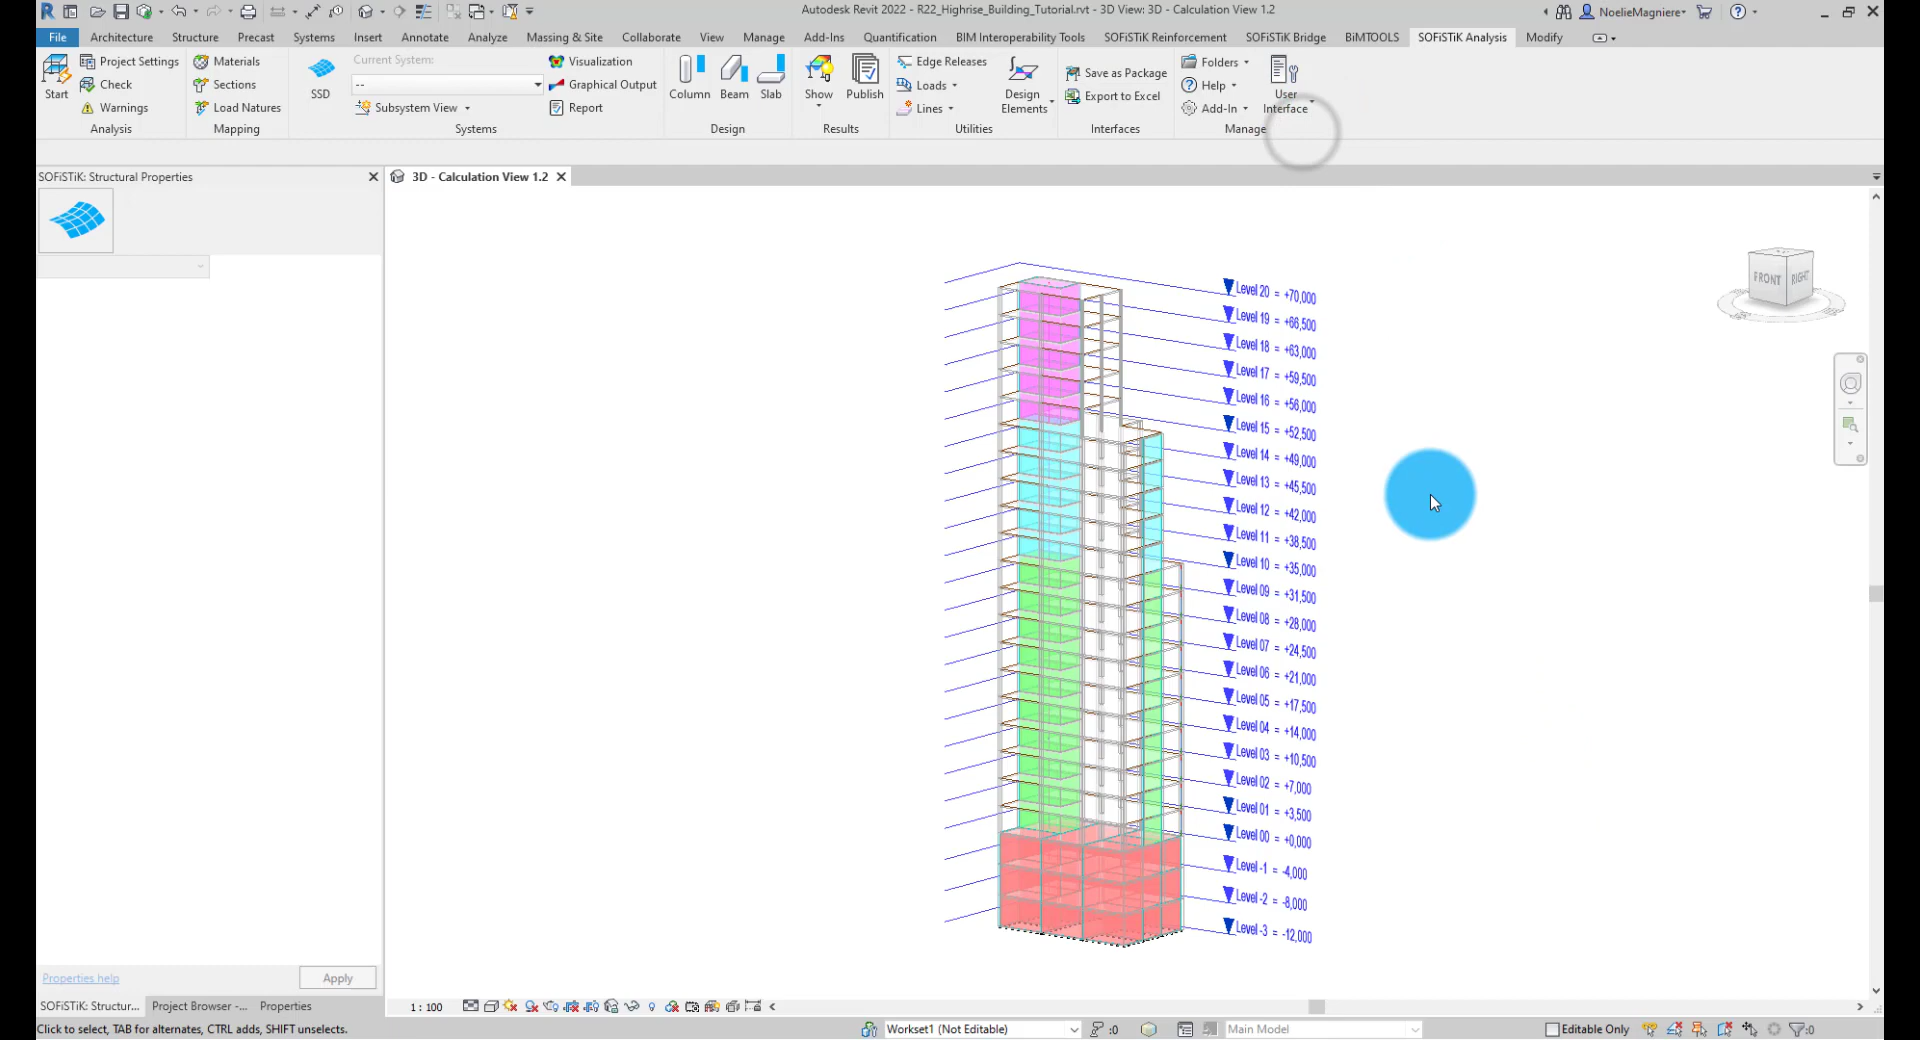 Autodesk Revit 2022 - R22_Highrise_Building_Tutorial.rvt - 3D View: 3D - Calculation View 1.2
NoelieMagniere
File Architecture Structure Precast Systems Insert Annotate Analyze Massing & Site Collaborate View Manage Add-Ins Quantification BIM Interoperability Tools SOFiSTiK Reinforcement SOFiSTiK Bridge BiMTOOLS SOFiSTiK Analysis Modify
Start
Project Settings
Check
Warnings
Analysis
Materials
Sections
Load Natures
Mapping
SSD
Current System:
--
Subsystem View
Visualization
Graphical Output
Report
Systems
Column
Beam
Slab
Design
Show
Publish
Results
Edge Releases
Loads
Lines
Design
Elements
Utilities
Save as Package
Export to Excel
Interfaces
Folders
Help
Add-In
User
Interface
Manage
SOFiSTiK: Structural Properties
3D - Calculation View 1.2
FRONT
RIGHT
Level 20 = +70,000
Level 19 = +66,500
Level 18 = +63,000
Level 17 = +59,500
Level 16 = +56,000
Level 15 = +52,500
Level 14 = +49,000
Level 13 = +45,500
Level 12 = +42,000
Level 11 = +38,500
Level 10 = +35,000
Level 09 = +31,500
Level 08 = +28,000
Level 07 = +24,500
Level 06 = +21,000
Level 05 = +17,500
Level 04 = +14,000
Level 03 = +10,500
Level 02 = +7,000
Level 01 = +3,500
Level 00 = +0,000
Level -1 = -4,000
Level -2 = -8,000
Level -3 = -12,000
Properties help
Apply
SOFiSTiK: Structur... Project Browser -... Properties
1 : 100
Click to select, TAB for alternates, CTRL adds, SHIFT unselects.
Workset1 (Not Editable)
:0
Main Model
Editable Only
:0